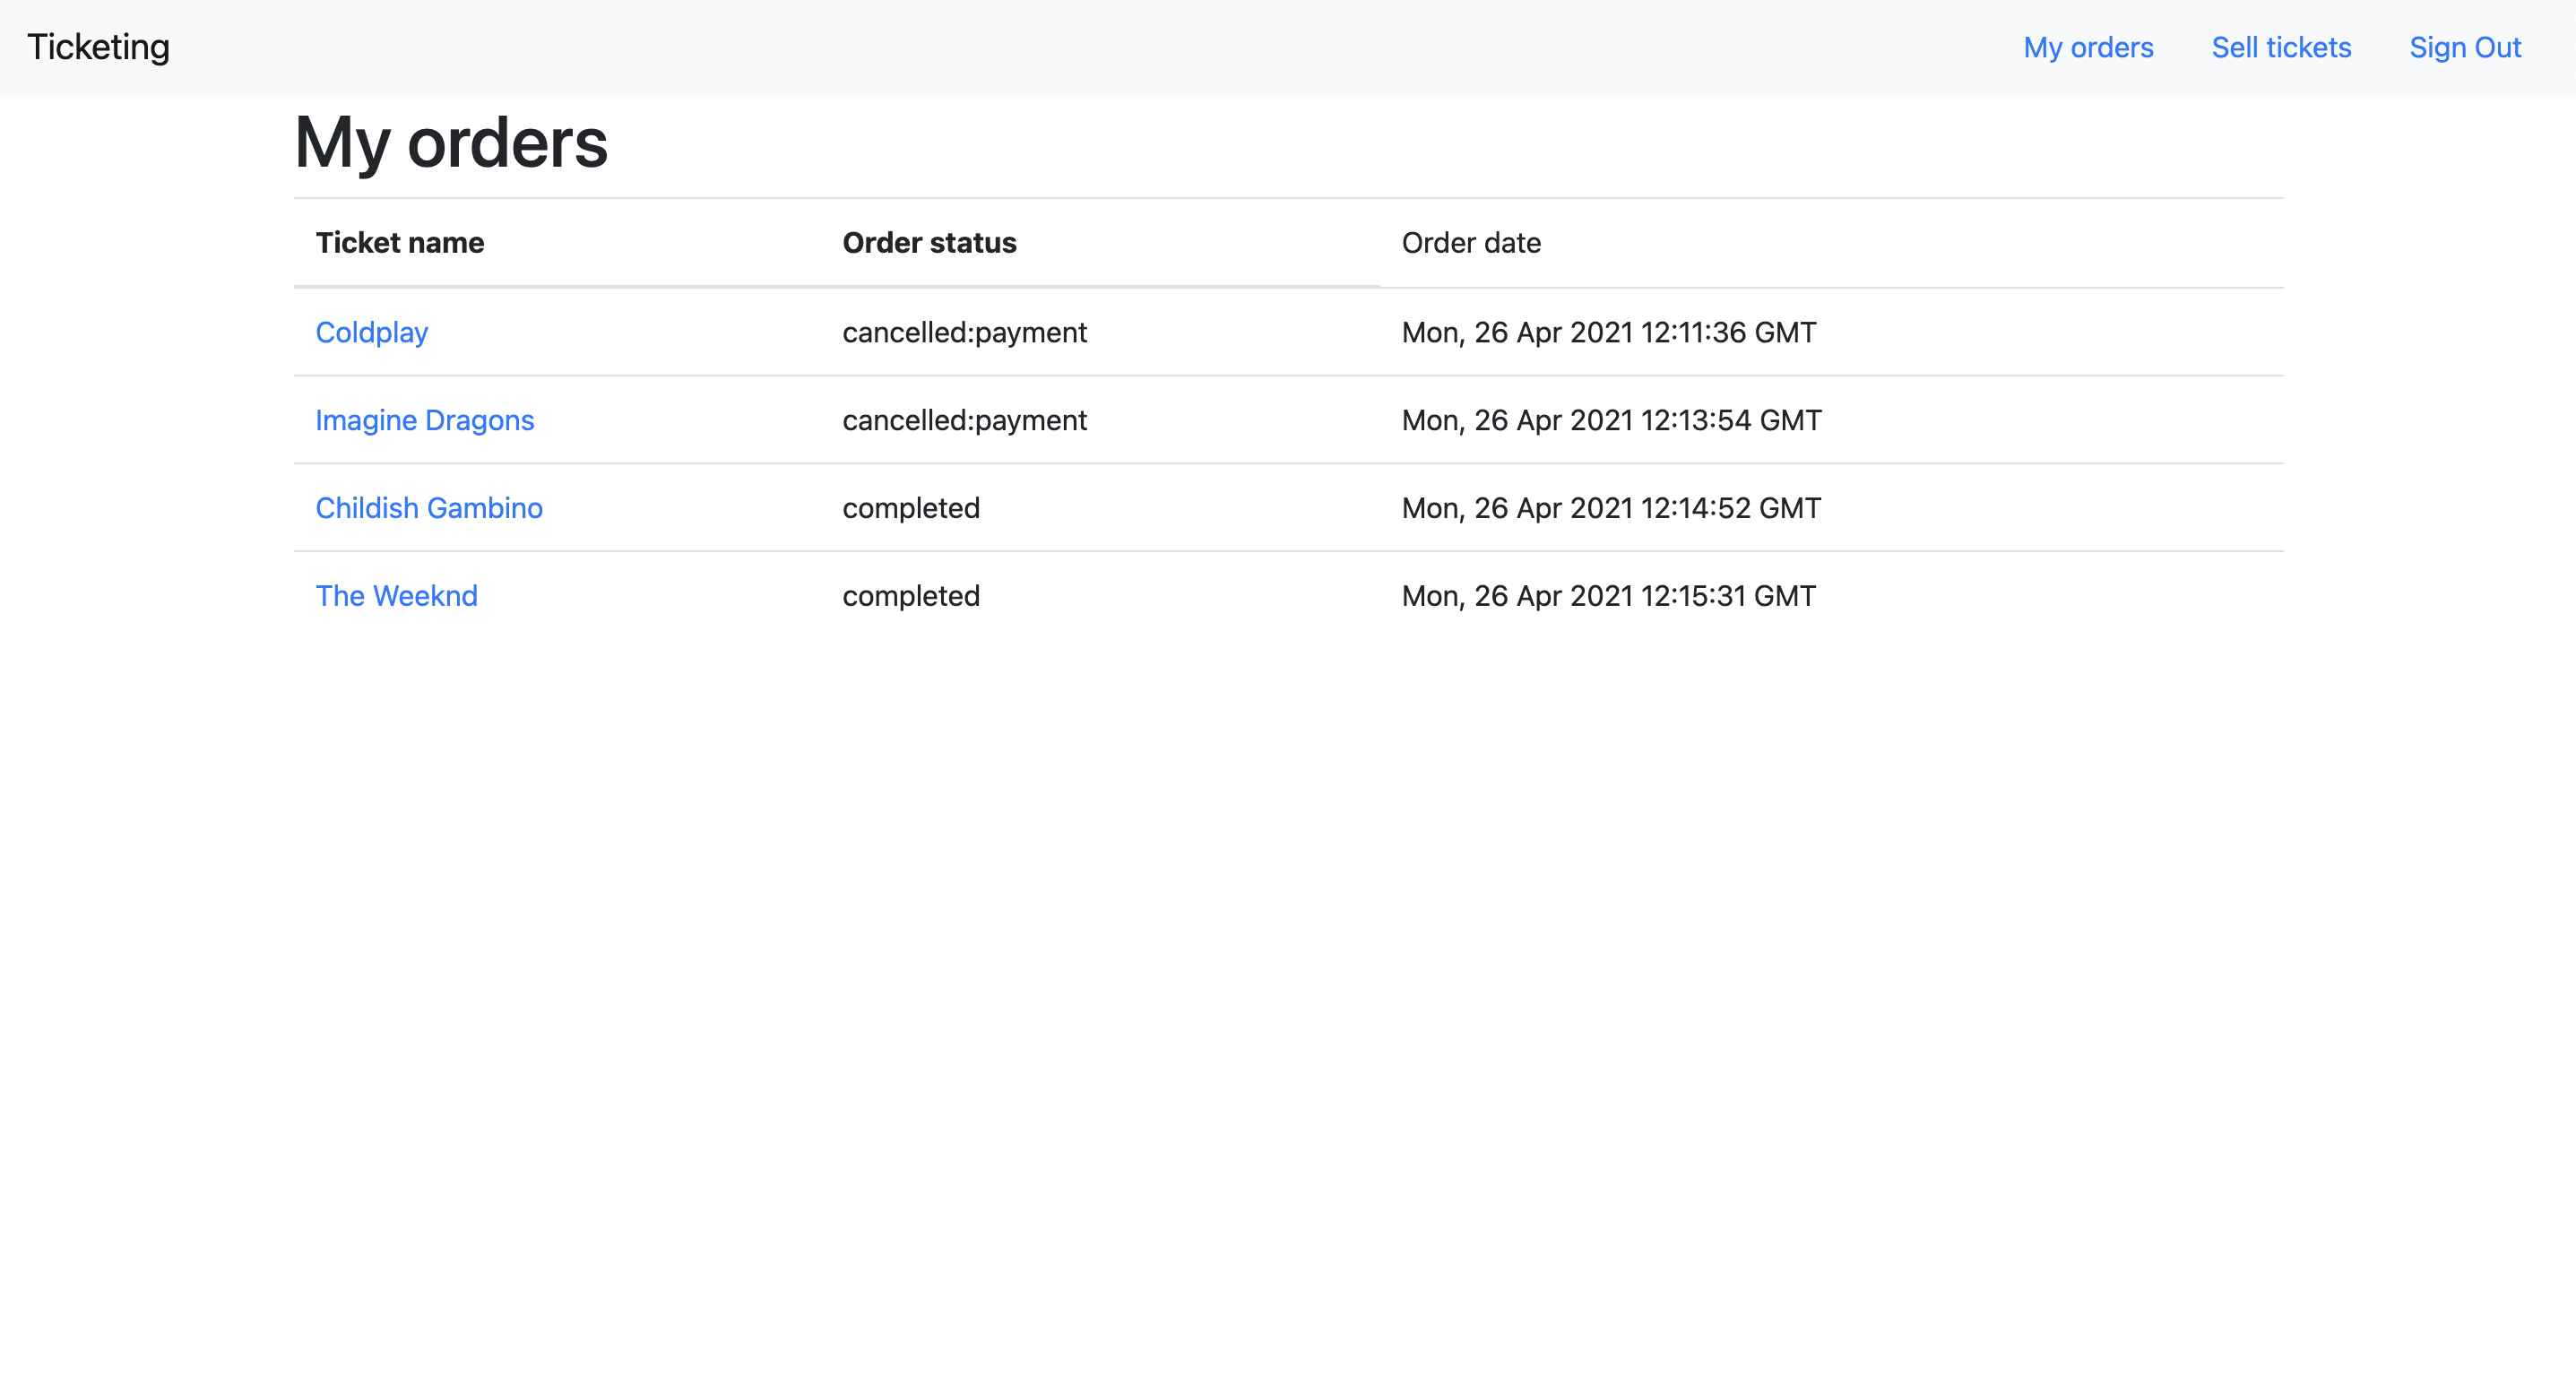 Ticketing My orders Sell tickets Sign Out
My orders
Ticket name Order status Order date
Coldplay cancelled:payment Mon, 26 Apr 2021 12:11:36 GMT
Imagine Dragons cancelled:payment Mon, 26 Apr 2021 12:13:54 GMT
Childish Gambino completed Mon, 26 Apr 2021 12:14:52 GMT
The Weeknd completed Mon, 26 Apr 2021 12:15:31 GMT